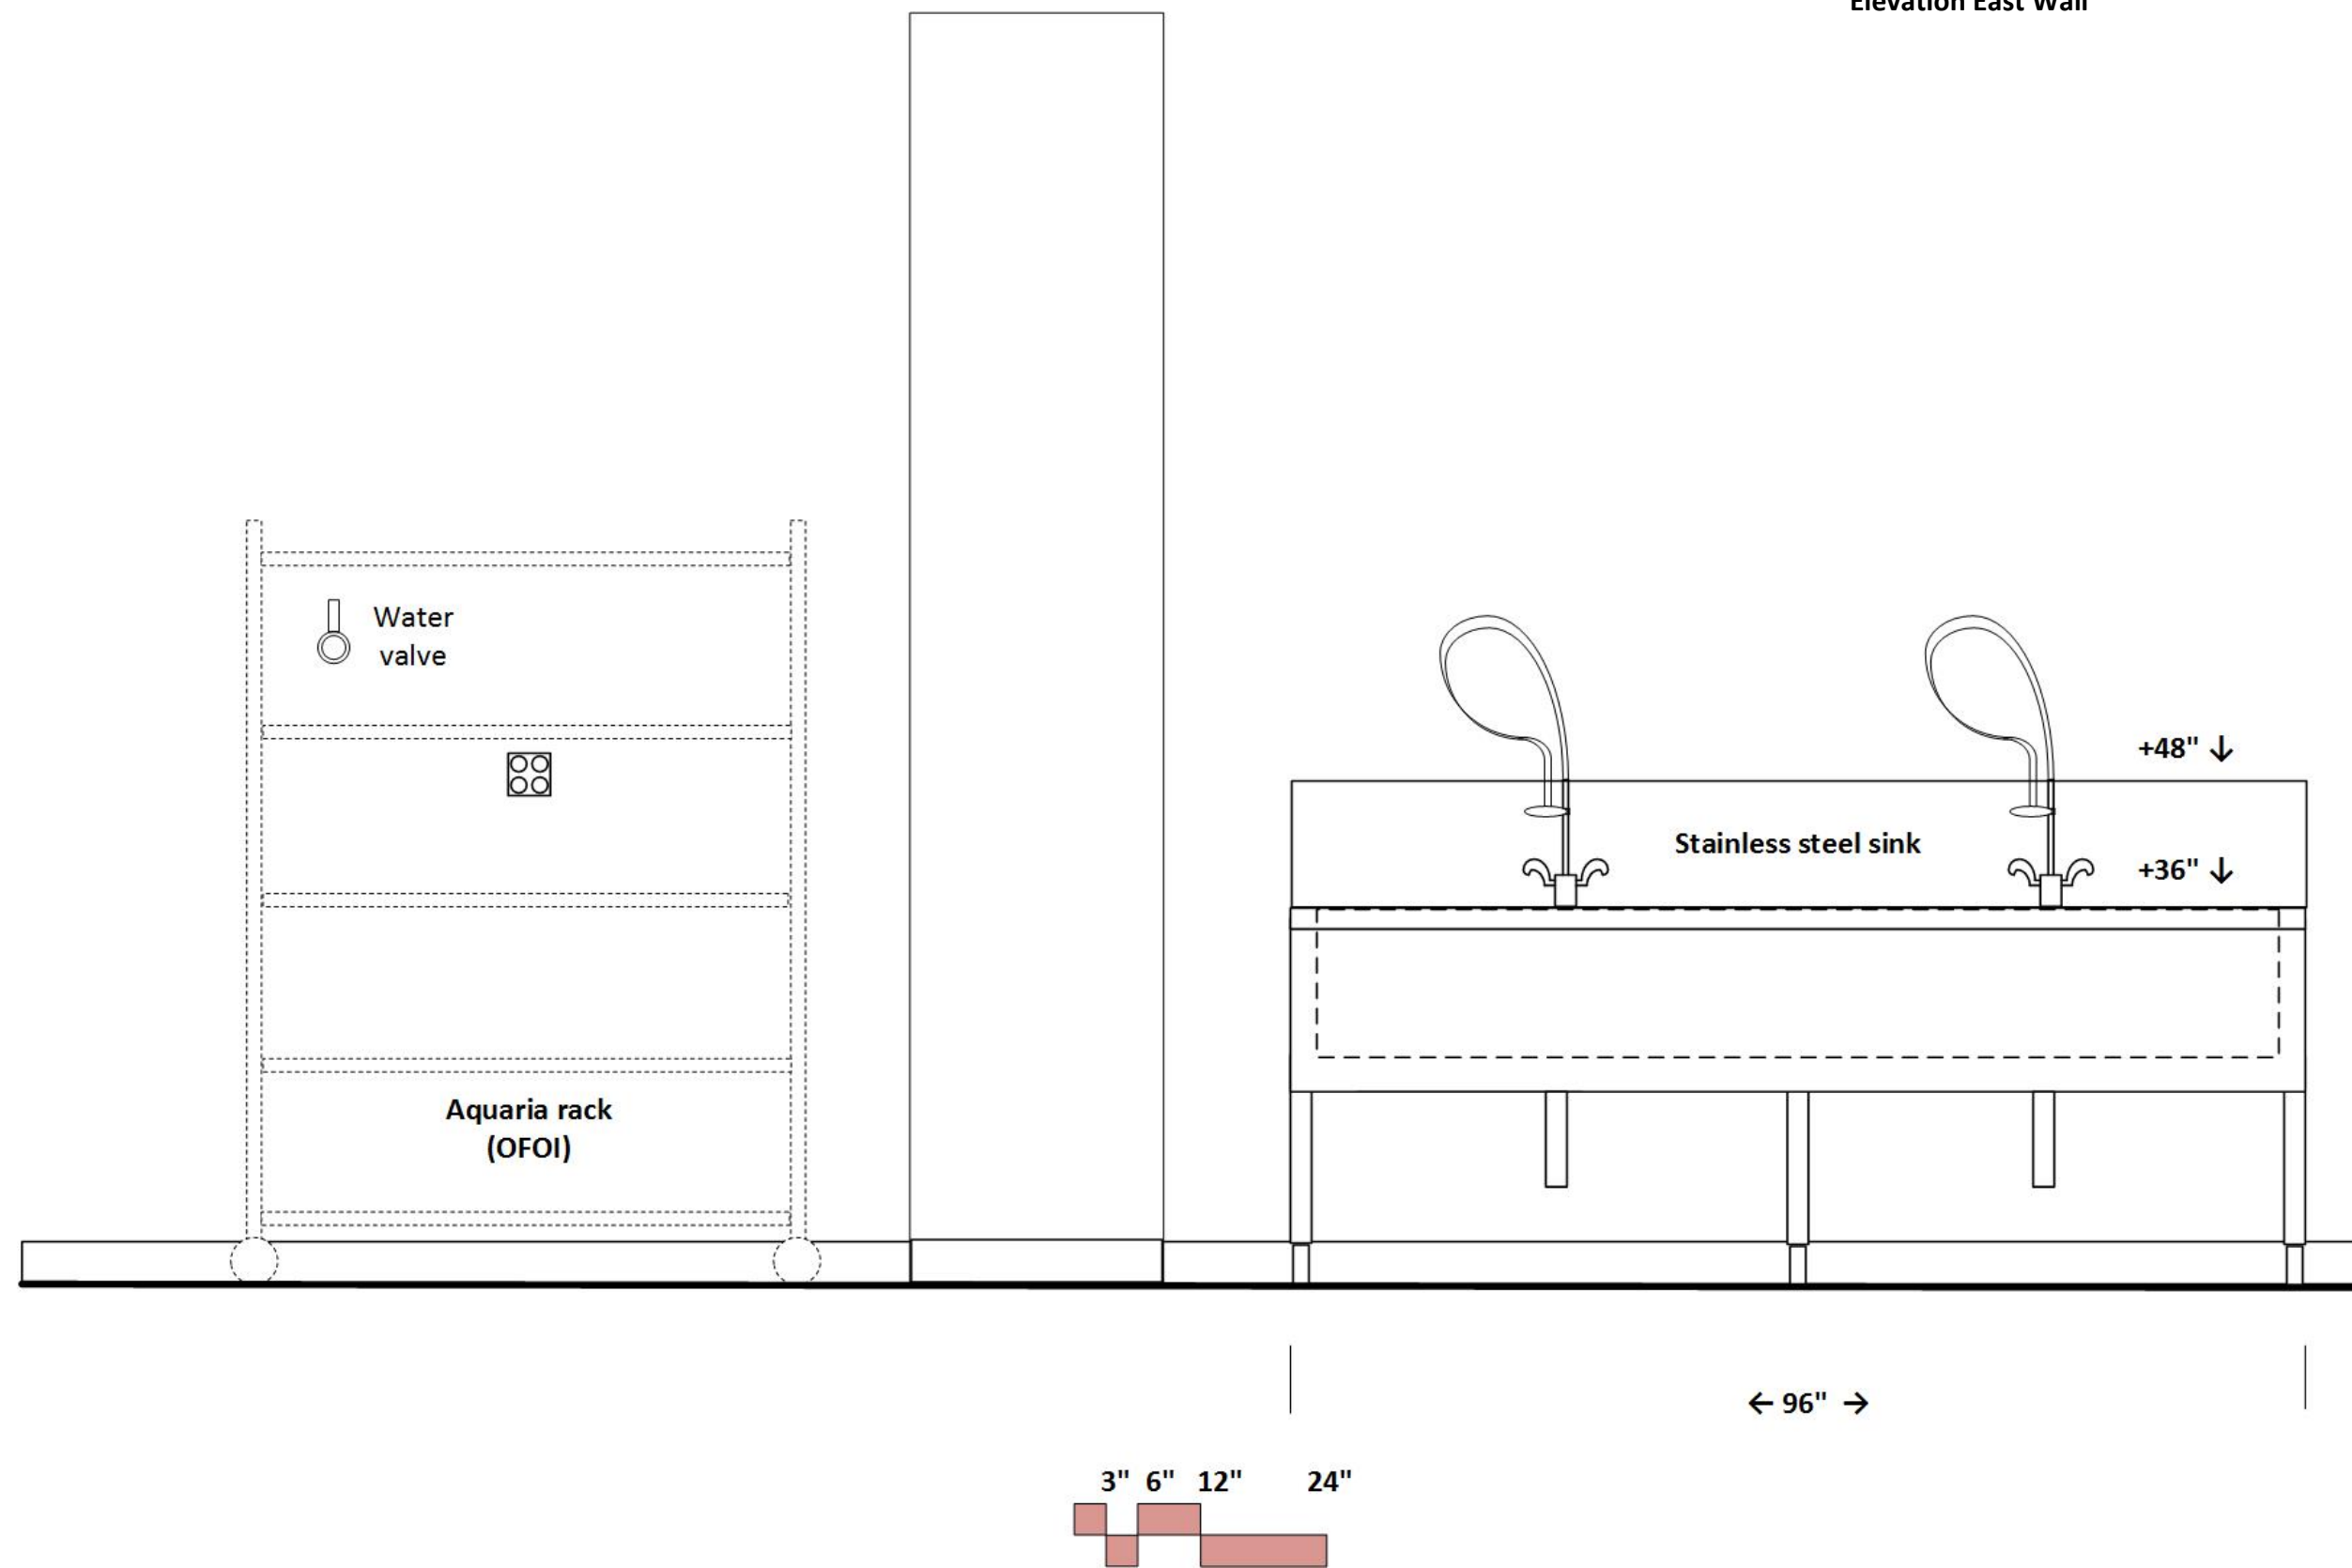 Elevation East Wall
Water
valve
+48" ↓
Stainless steel sink
+36" ↓
Aquaria rack
(OFOI)
← 96" →
3" 6" 12" 24"